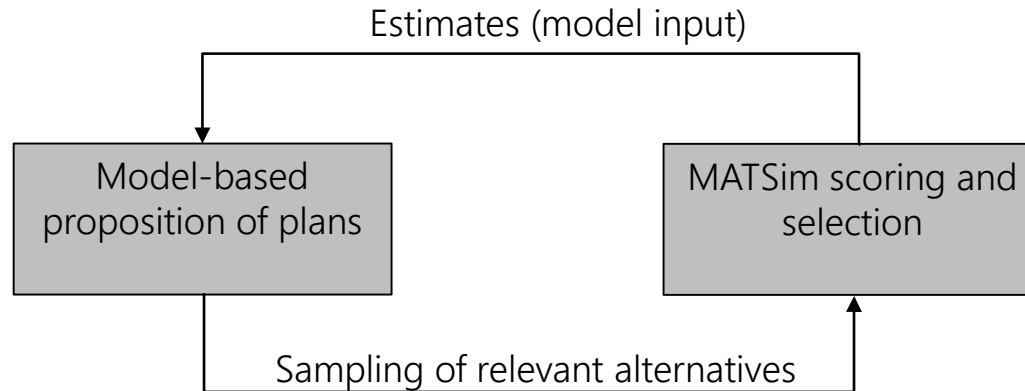 Estimates (model input)
Model-based
proposition of plans
MATSim scoring and
selection
Sampling of relevant alternatives